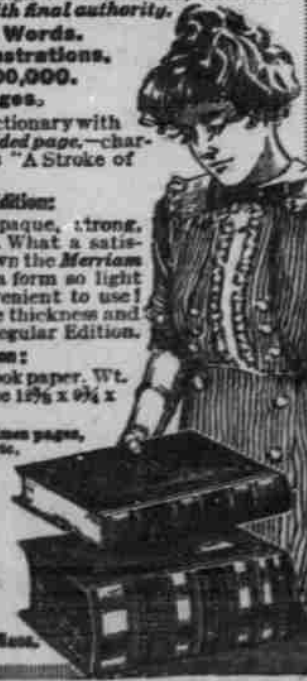 ith final authority.
Words.
strations.
00,000.
ges.
ctionary with
ded page,—char-
"A Stroke of
dition:
paque, strong,
What a satis-
wn the Merriam
a form so light
venient to use!
e thickness and
egular Edition.
on:
ook paper. Wt.
e 12⅜ x 9¾ x
men pages,